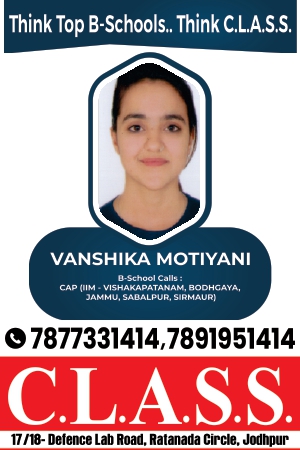 Think Top B-Schools.. Think C.L.A.S.S.
VANSHIKA MOTIYANI
B-School Calls :
CAP (IIM - VISHAKAPATANAM, BODHGAYA,
JAMMU, SABALPUR, SIRMAUR)
7877331414,7891951414
C.L.A.S.S.
17/18- Defence Lab Road, Ratanada Circle, Jodhpur